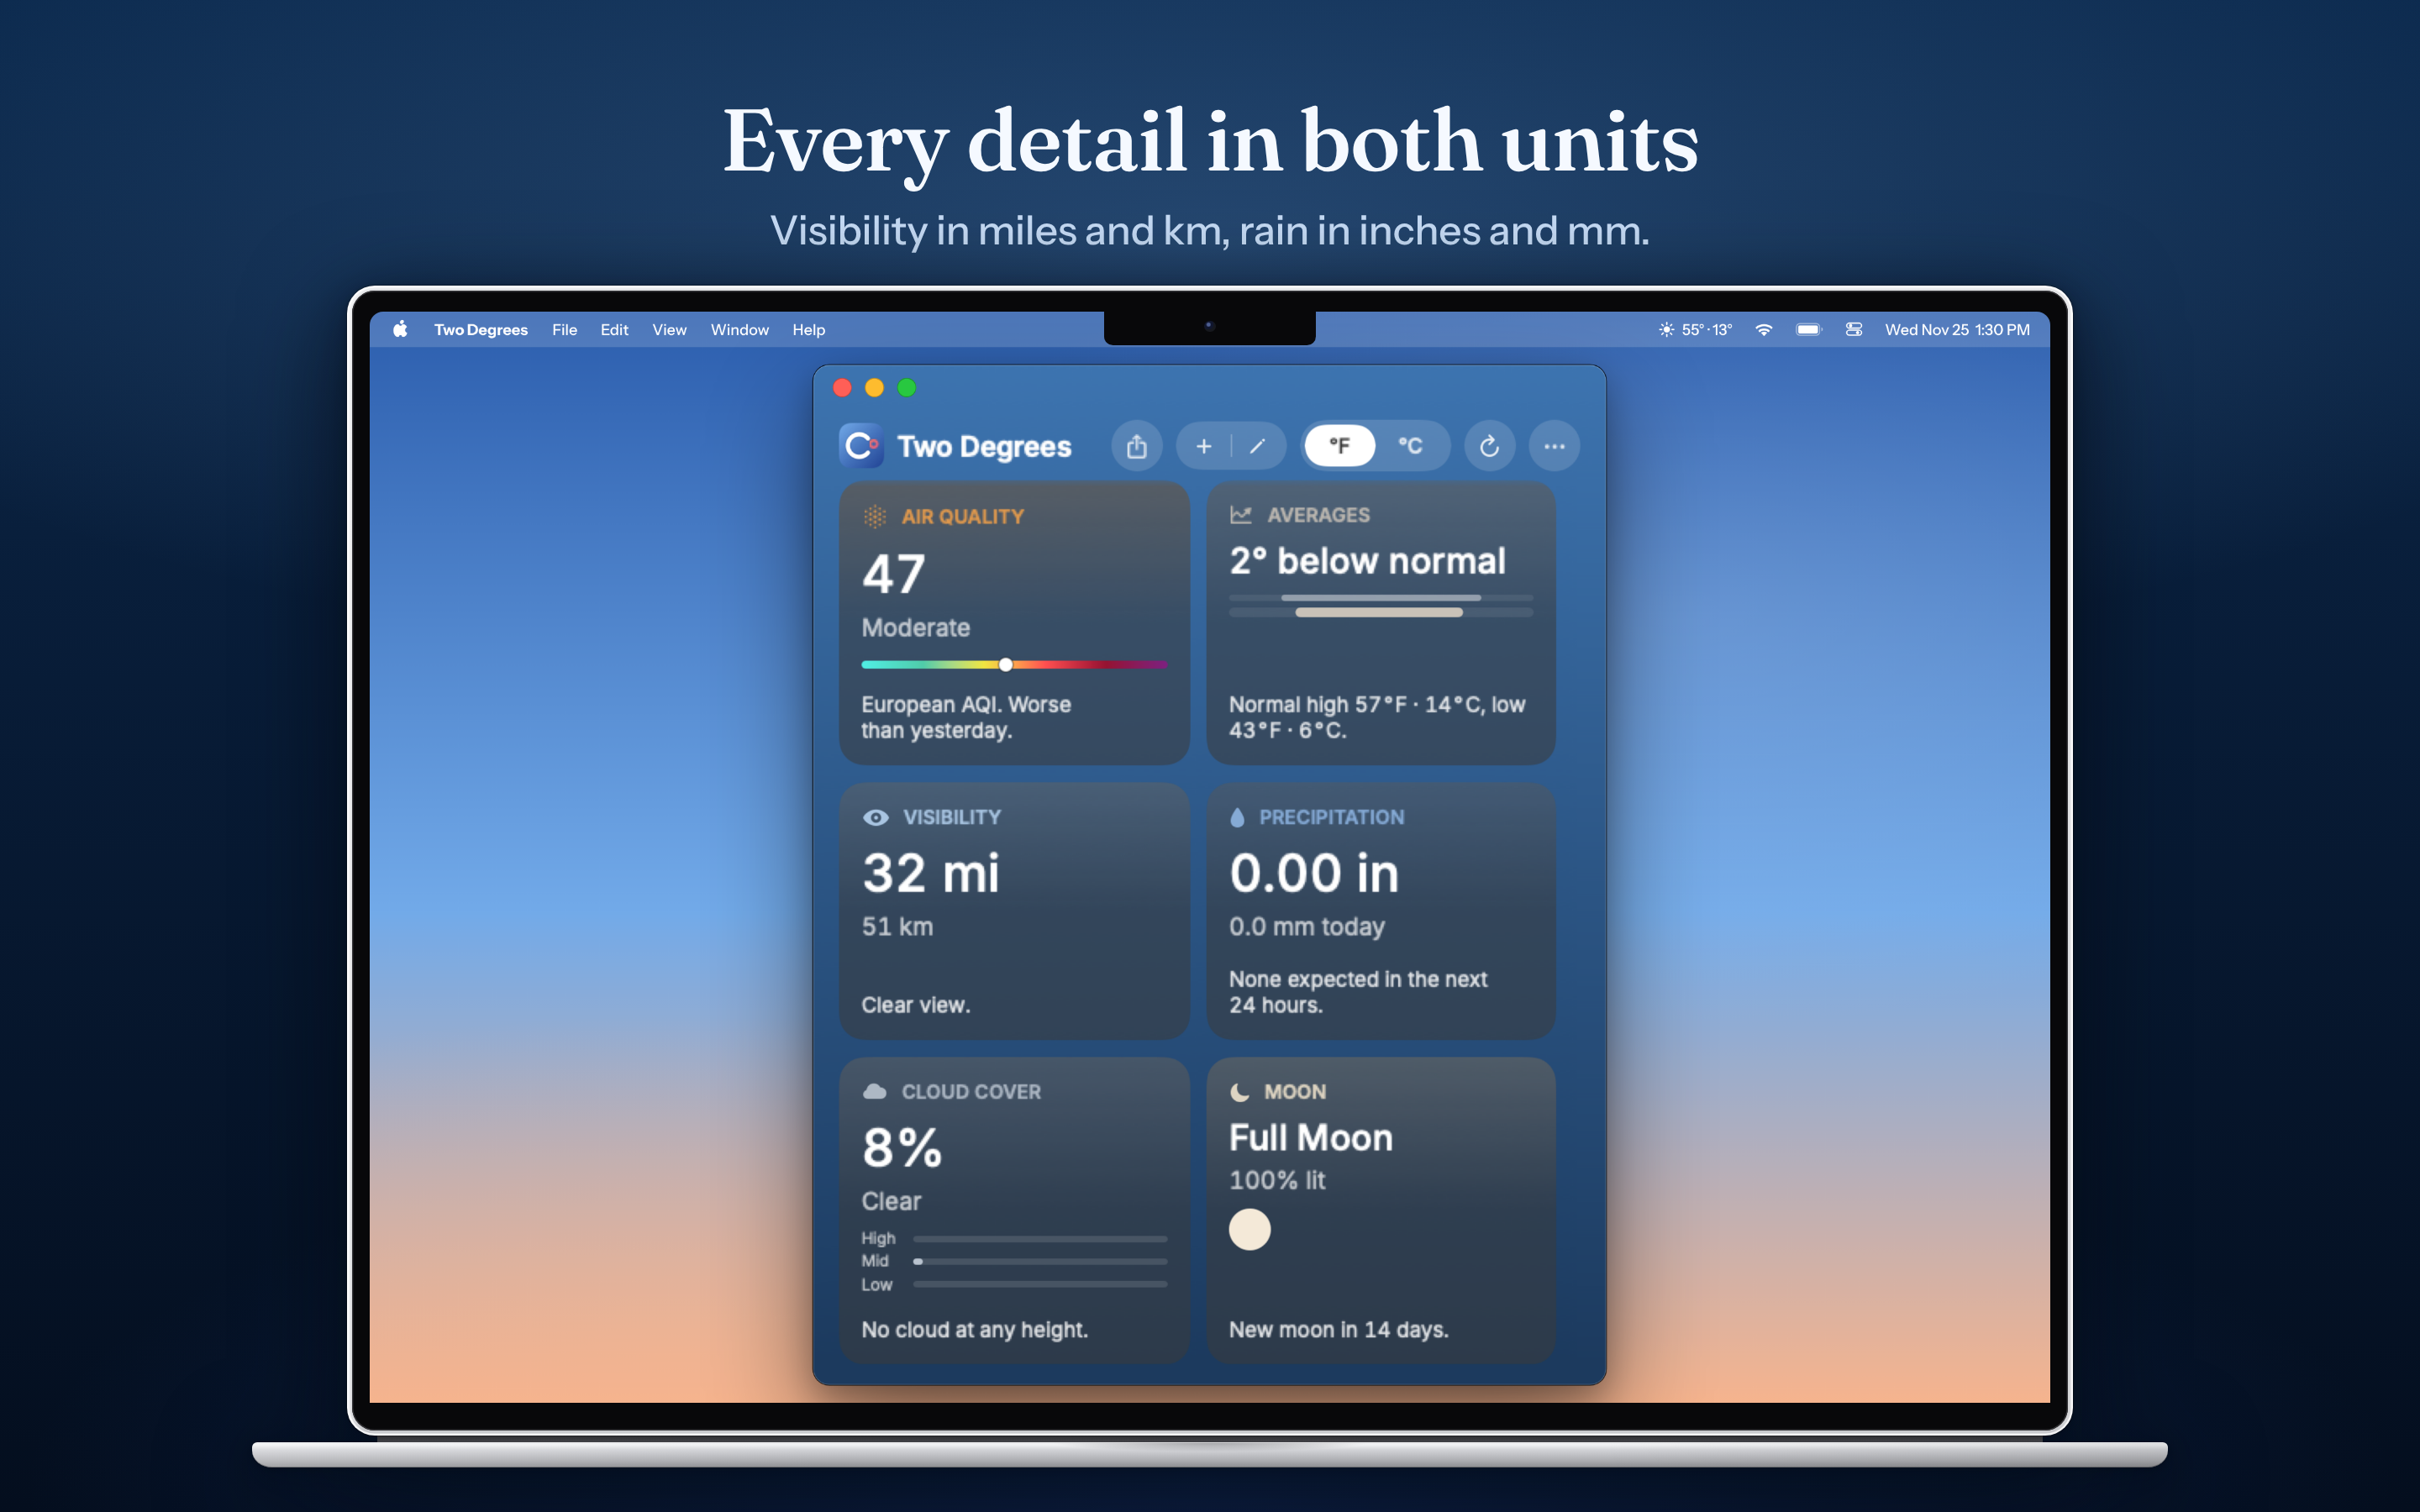 Every detail in both units
Visibility in miles and km, rain in inches and mm.
Two Degrees File Edit View Window Help
55° · 13° Wed Nov 25 1:30 PM
Two Degrees
°F °C
AIR QUALITY
47
Moderate
European AQI. Worse
than yesterday.
AVERAGES
2° below normal
Normal high 57°F · 14°C, low
43°F · 6°C.
VISIBILITY
32 mi
51 km
Clear view.
PRECIPITATION
0.00 in
0.0 mm today
None expected in the next
24 hours.
CLOUD COVER
8%
Clear
High
Mid
Low
No cloud at any height.
MOON
Full Moon
100% lit
New moon in 14 days.